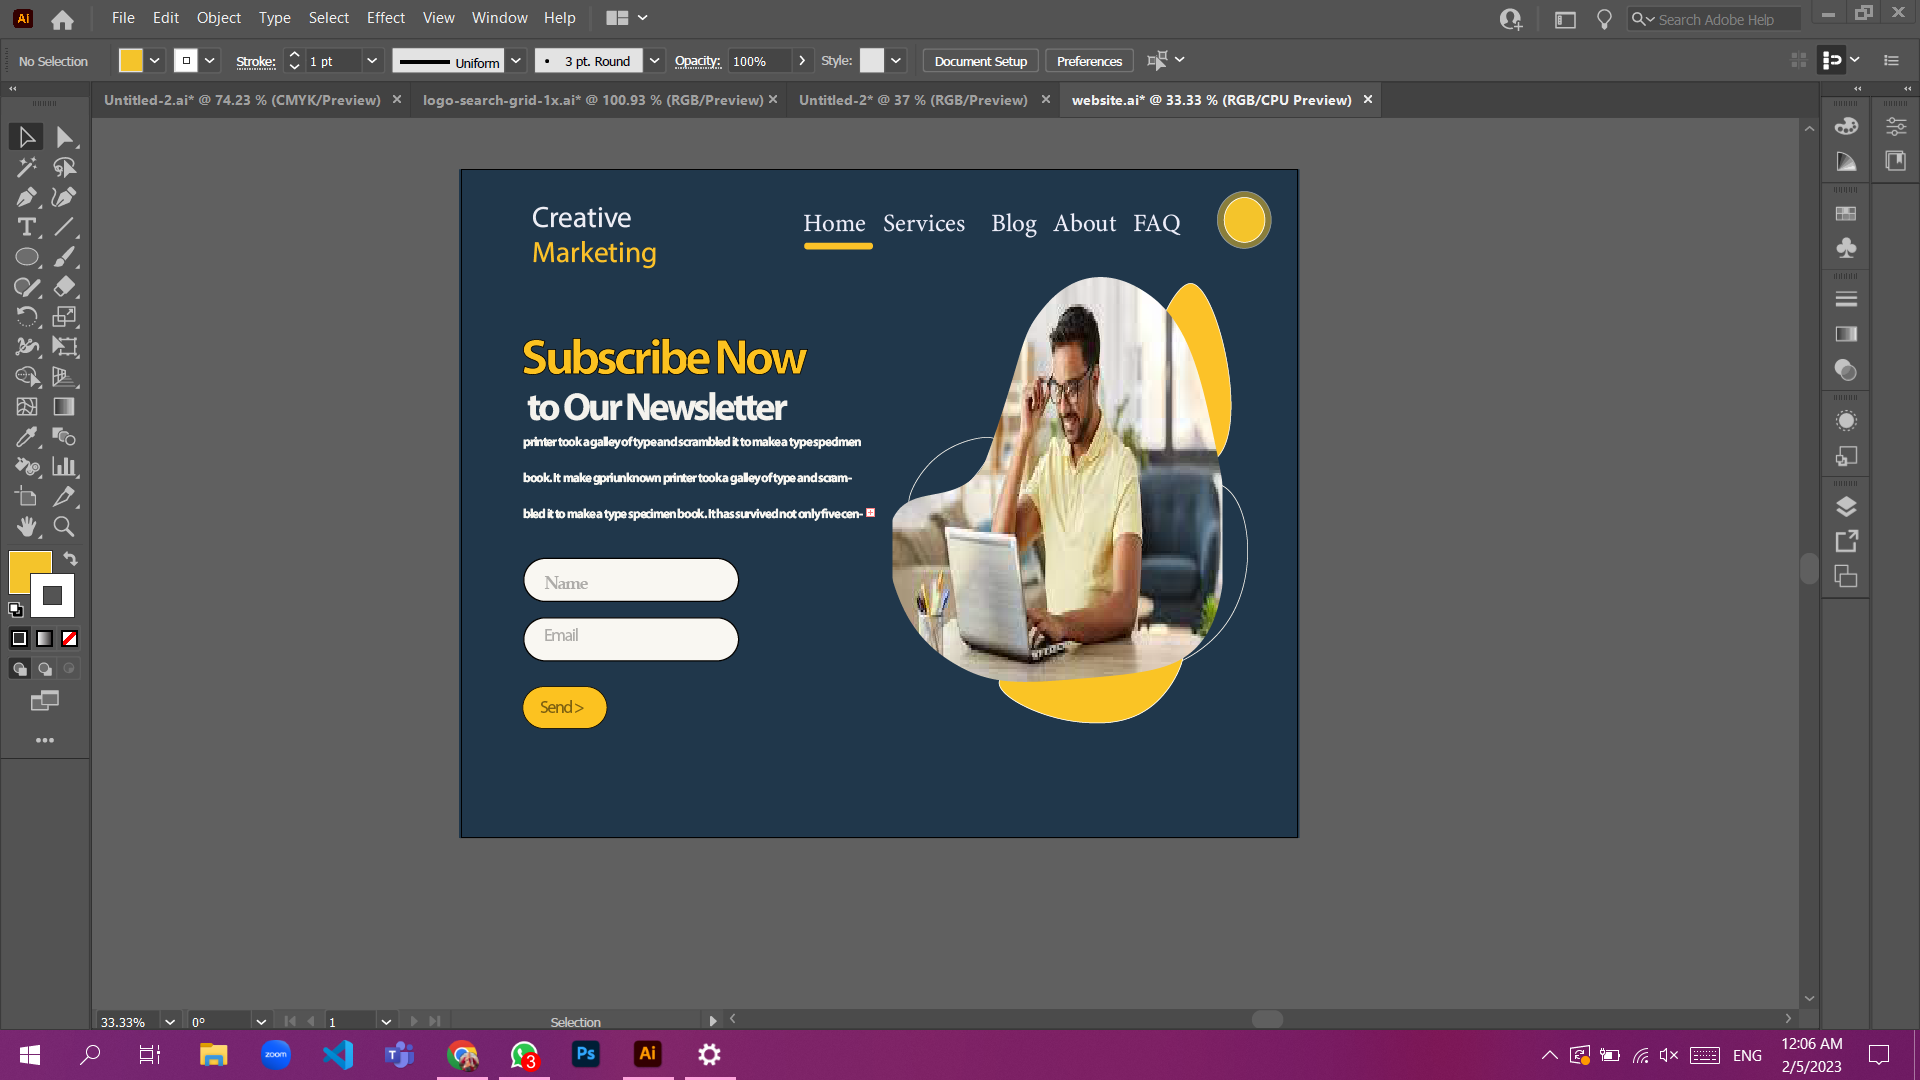 Ai File Edit Object Type Select Effect View Window Help Search Adobe Help
No Selection Stroke: 1 pt Uniform 3 pt. Round Opacity: 100% Style: Document Setup Preferences
Untitled-2.ai* @ 74.23 % (CMYK/Preview) logo-search-grid-1x.ai* @ 100.93 % (RGB/Preview) Untitled-2* @ 37 % (RGB/Preview) website.ai* @ 33.33 % (RGB/CPU Preview)
Creative
Marketing
Home Services Blog About FAQ
Subscribe Now
to Our Newsletter
printer took a galley of type and scrambled it to make a type specimen
book. It make gpriunknown printer took a galley of type and scram-
bled it to make a type specimen book. It has survived not only five cen-
Name
Email
Send >
33.33% 0° 1 Selection
zoom 3 Ps Ai ENG 12:06 AM
2/5/2023